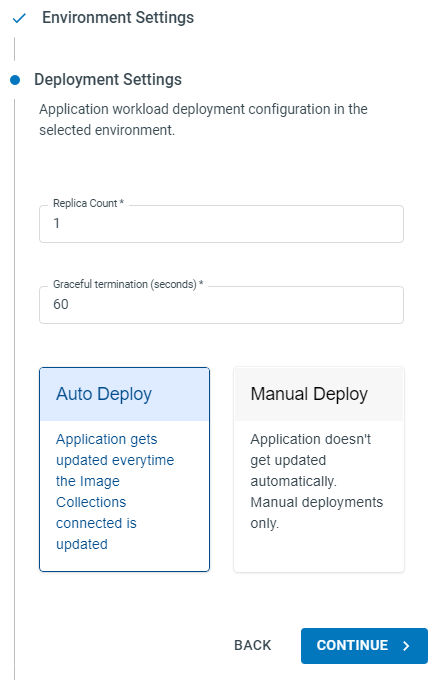 Environment Settings
Deployment Settings
Application workload deployment configuration in the
selected environment.
Replica Count *
1
Graceful termination (seconds) *
60
Auto Deploy
Application gets
updated everytime
the Image
Collections
connected is
updated
Manual Deploy
Application doesn't
get updated
automatically.
Manual deployments
only.
BACK
CONTINUE